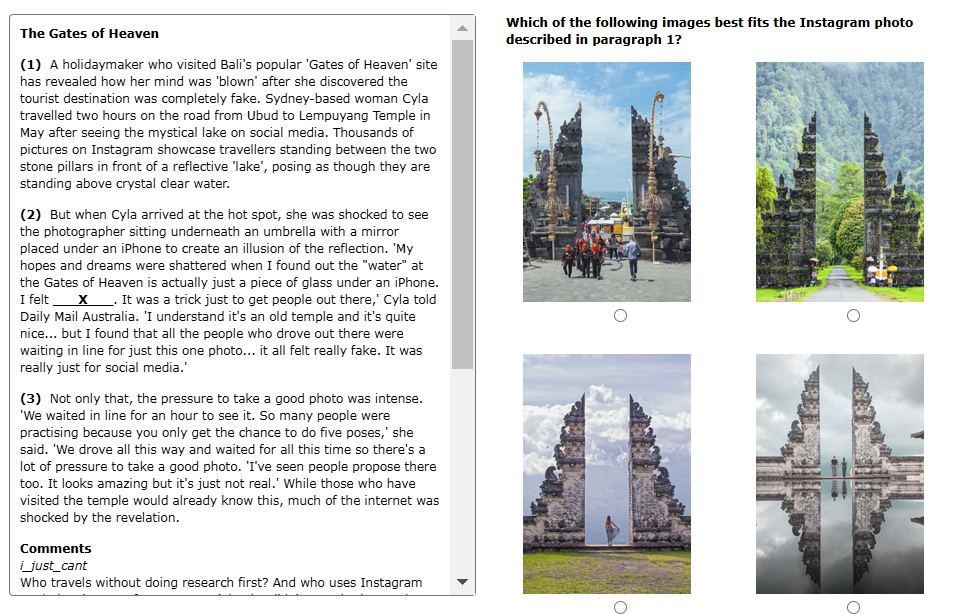 The Gates of Heaven
(1) A holidaymaker who visited Bali's popular 'Gates of Heaven' site
has revealed how her mind was 'blown' after she discovered the
tourist destination was completely fake. Sydney-based woman Cyla
travelled two hours on the road from Ubud to Lempuyang Temple in
May after seeing the mystical lake on social media. Thousands of
pictures on Instagram showcase travellers standing between the two
stone pillars in front of a reflective 'lake', posing as though they are
standing above crystal clear water.
(2) But when Cyla arrived at the hot spot, she was shocked to see
the photographer sitting underneath an umbrella with a mirror
placed under an iPhone to create an illusion of the reflection. 'My
hopes and dreams were shattered when I found out the "water" at
the Gates of Heaven is actually just a piece of glass under an iPhone.
I felt ___X___. It was a trick just to get people out there,' Cyla told
Daily Mail Australia. 'I understand it's an old temple and it's quite
nice... but I found that all the people who drove out there were
waiting in line for just this one photo... it all felt really fake. It was
really just for social media.'
(3) Not only that, the pressure to take a good photo was intense.
'We waited in line for an hour to see it. So many people were
practising because you only get the chance to do five poses,' she
said. 'We drove all this way and waited for all this time so there's a
lot of pressure to take a good photo. 'I've seen people propose there
too. It looks amazing but it's just not real.' While those who have
visited the temple would already know this, much of the internet was
shocked by the revelation.
Comments
i_just_cant
Who travels without doing research first? And who uses Instagram
Which of the following images best fits the Instagram photo
described in paragraph 1?